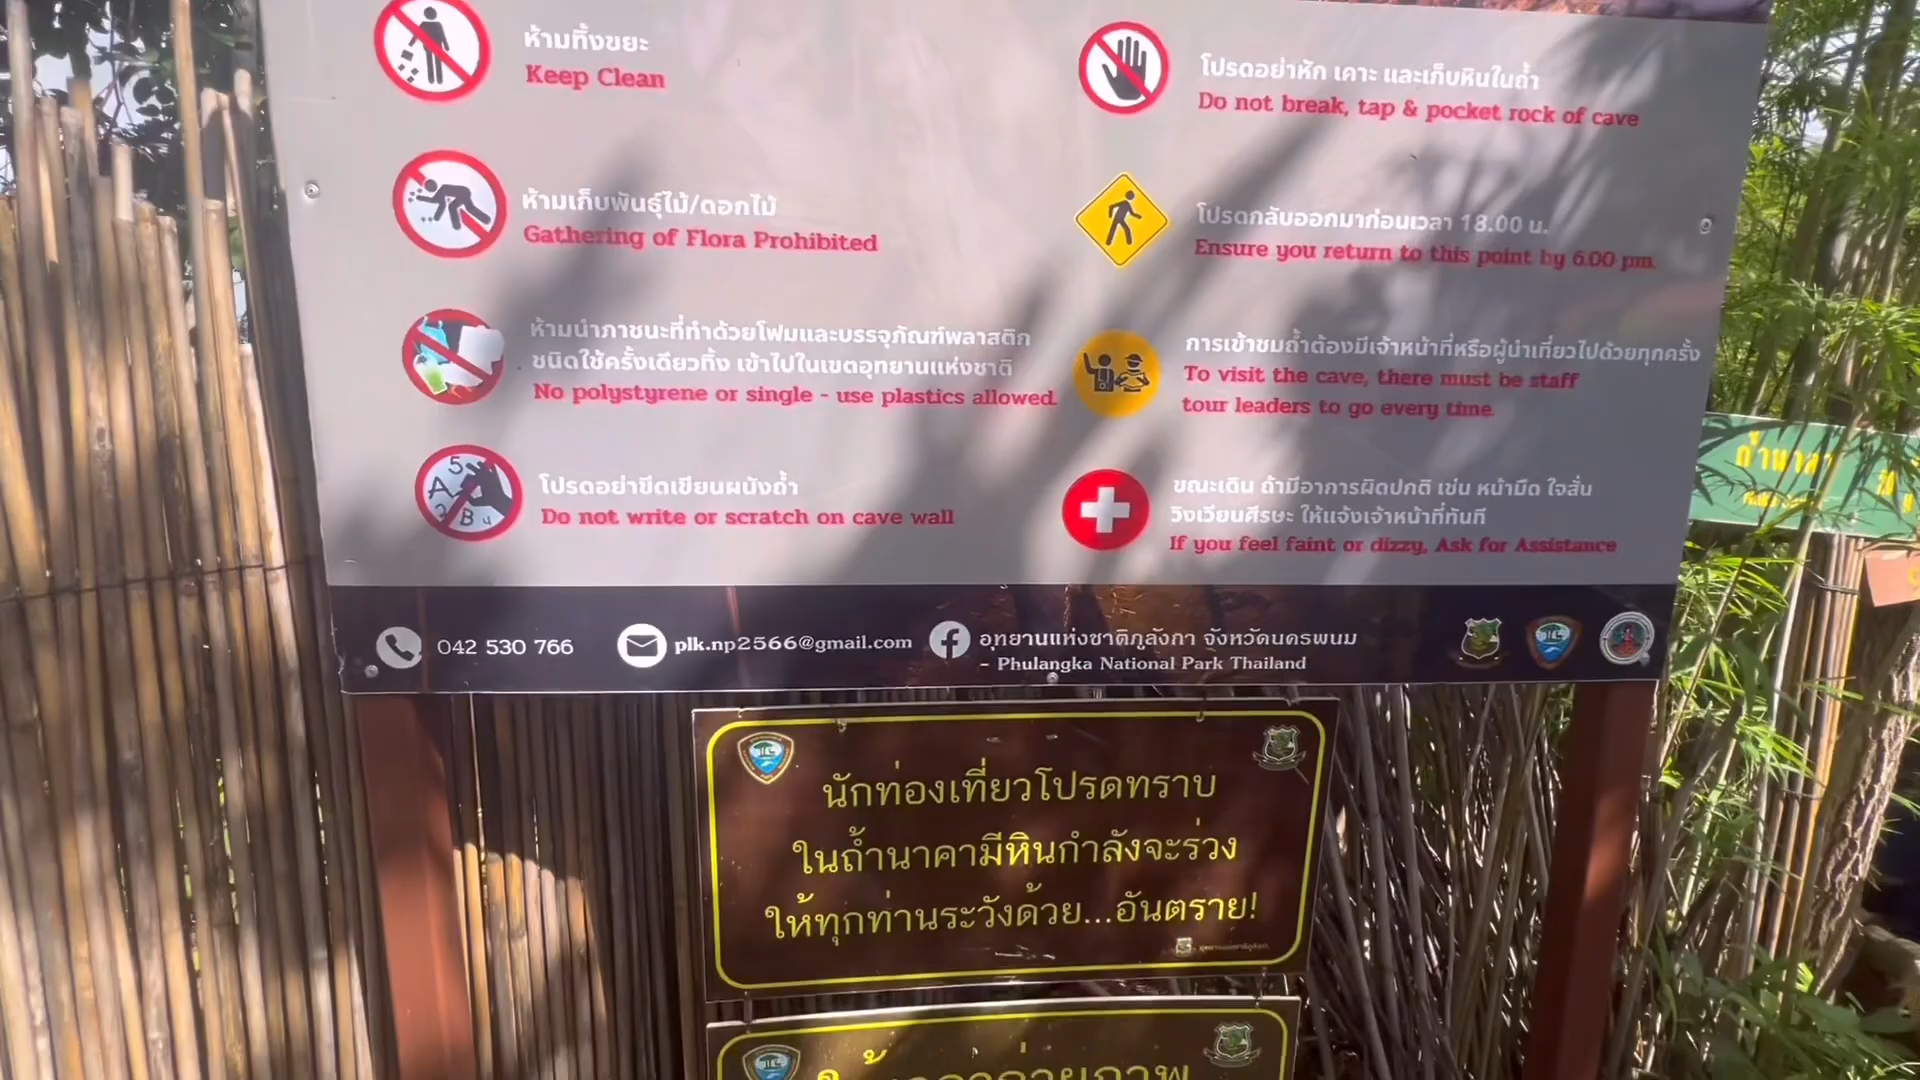 ห้ามทิ้งขยะ
Keep Clean
ห้ามเก็บพันธุ์ไม้/ดอกไม้
Gathering of Flora Prohibited
ห้ามนำภาชนะที่ทำด้วยโฟมและบรรจุภัณฑ์พลาสติก
ชนิดใช้ครั้งเดียวทิ้ง เข้าไปในเขตอุทยานแห่งชาติ
No polystyrene or single - use plastics allowed.
โปรดอย่าขีดเขียนผนังถ้ำ
Do not write or scratch on cave wall
โปรดอย่าหัก เคาะ และเก็บหินในถ้ำ
Do not break, tap & pocket rock of cave
โปรดกลับออกมาก่อนเวลา 18.00 น.
Ensure you return to this point by 6.00 pm.
การเข้าชมถ้ำต้องมีเจ้าหน้าที่หรือผู้นำเที่ยวไปด้วยทุกครั้ง
To visit the cave, there must be staff
tour leaders to go every time.
ขณะเดิน ถ้ามีอาการผิดปกติ เช่น หน้ามืด ใจสั่น
วิงเวียนศีรษะ ให้แจ้งเจ้าหน้าที่ทันที
If you feel faint or dizzy, Ask for Assistance
042 530 766
plk.np2566@gmail.com
อุทยานแห่งชาติภูลังกา จังหวัดนครพนม
- Phulangka National Park Thailand
นักท่องเที่ยวโปรดทราบ
ในถ้ำนาคามีหินกำลังจะร่วง
ให้ทุกท่านระวังด้วย...อันตราย!